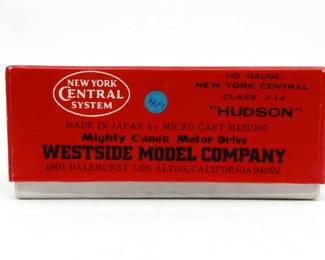 NEW YORK
CENTRAL
SYSTEM
HO GAUGE
NEW YORK CENTRAL
CLASS J-1e
"HUDSON"
MADE IN JAPAN by MICRO CAST MIZUNO
Mighty Canon Motor Drive
WESTSIDE MODEL COMPANY
1801 DALEHURST LOS ALTOS, CALIFORNIA 94022